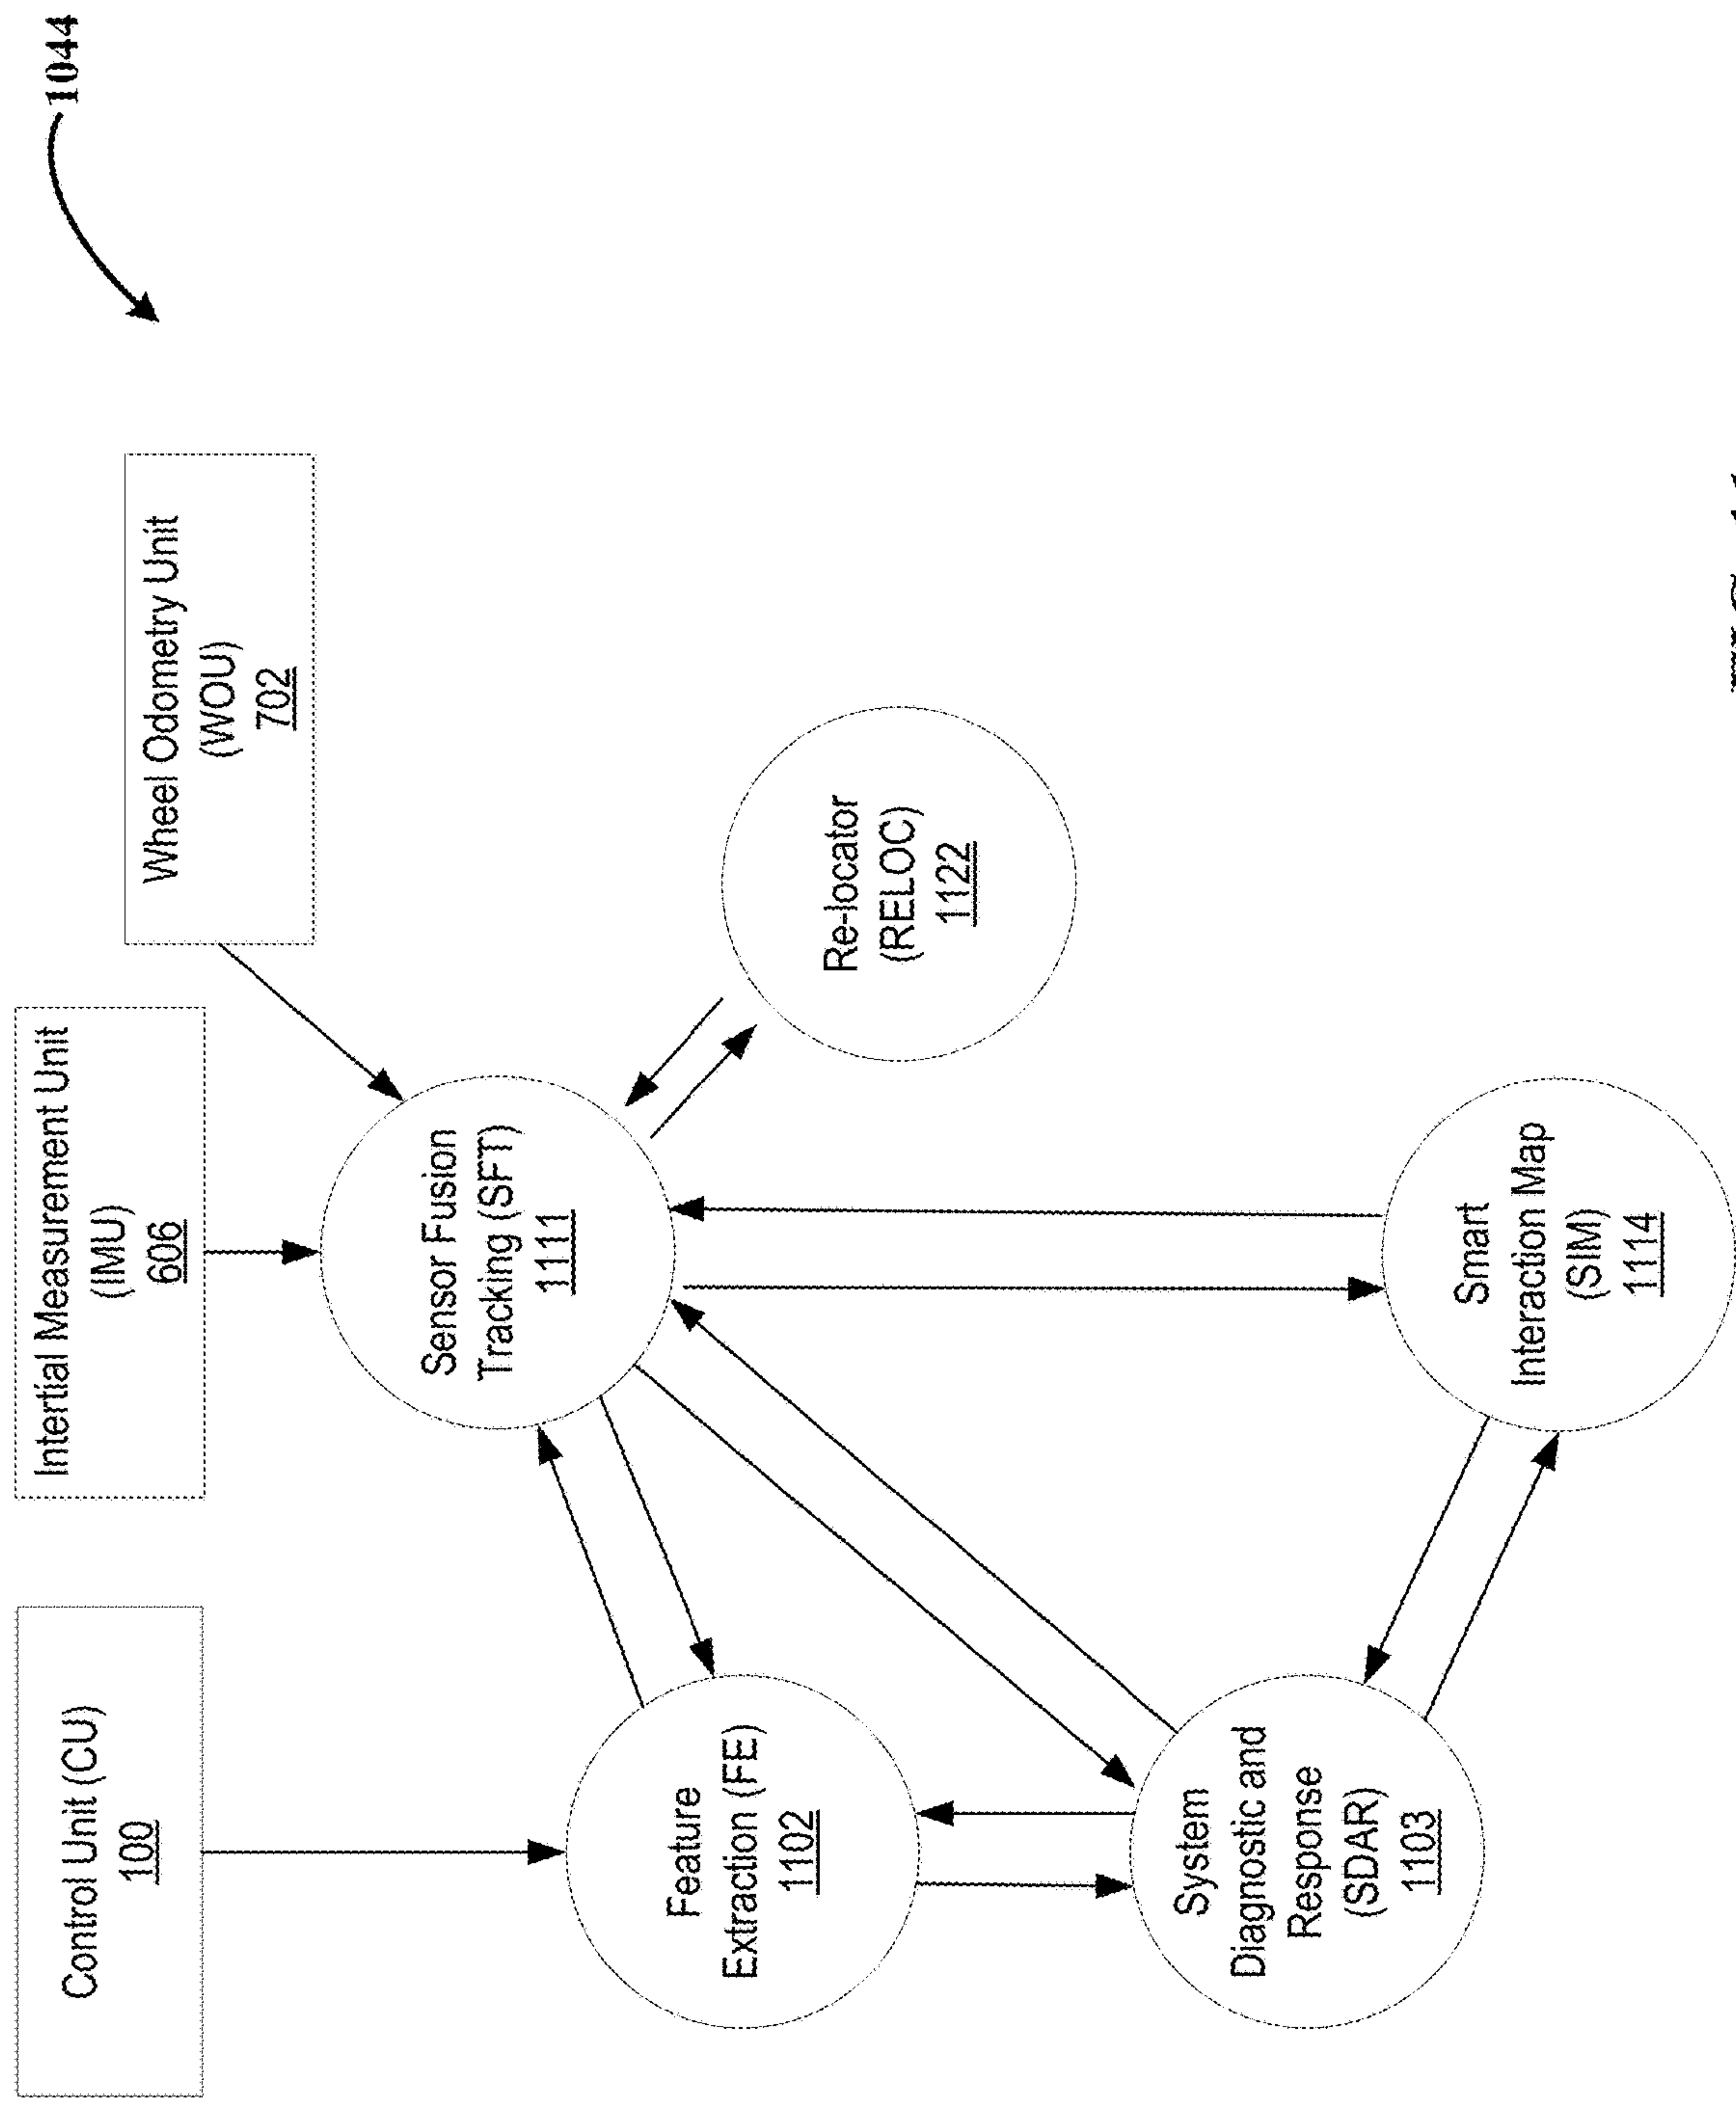 1044
Control Unit (CU)
100
Intertial Measurement Unit
(IMU)
606
Wheel Odometry Unit
(WOU)
702
Sensor Fusion
Tracking (SFT)
1111
Feature
Extraction (FE)
1102
Re-locator
(RELOC)
1122
System
Diagnostic and
Response
(SDAR)
1103
Smart
Interaction Map
(SIM)
1114